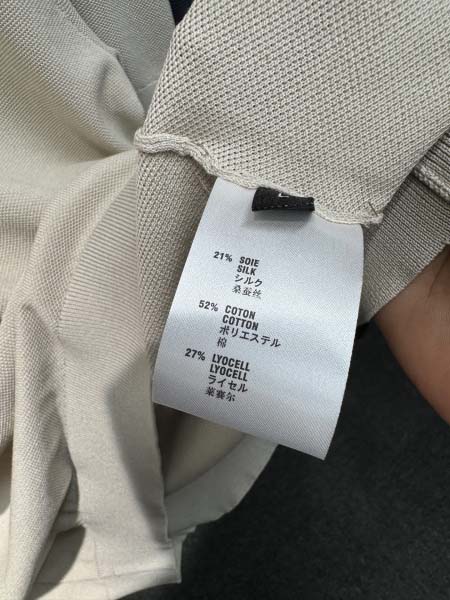 21% SOIE
SILK
シルク
桑蚕丝
52% COTON
COTTON
ポリエステル
棉
27% LYOCELL
LYOCELL
ライセル
莱赛尔